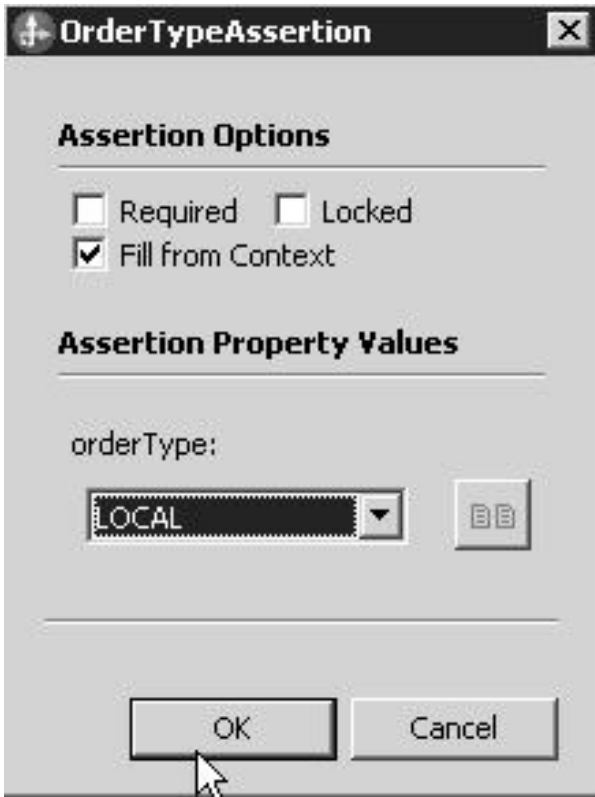 OrderTypeAssertion
Assertion Options
Required Locked
Fill from Context
Assertion Property Values
orderType:
LOCAL
OK Cancel